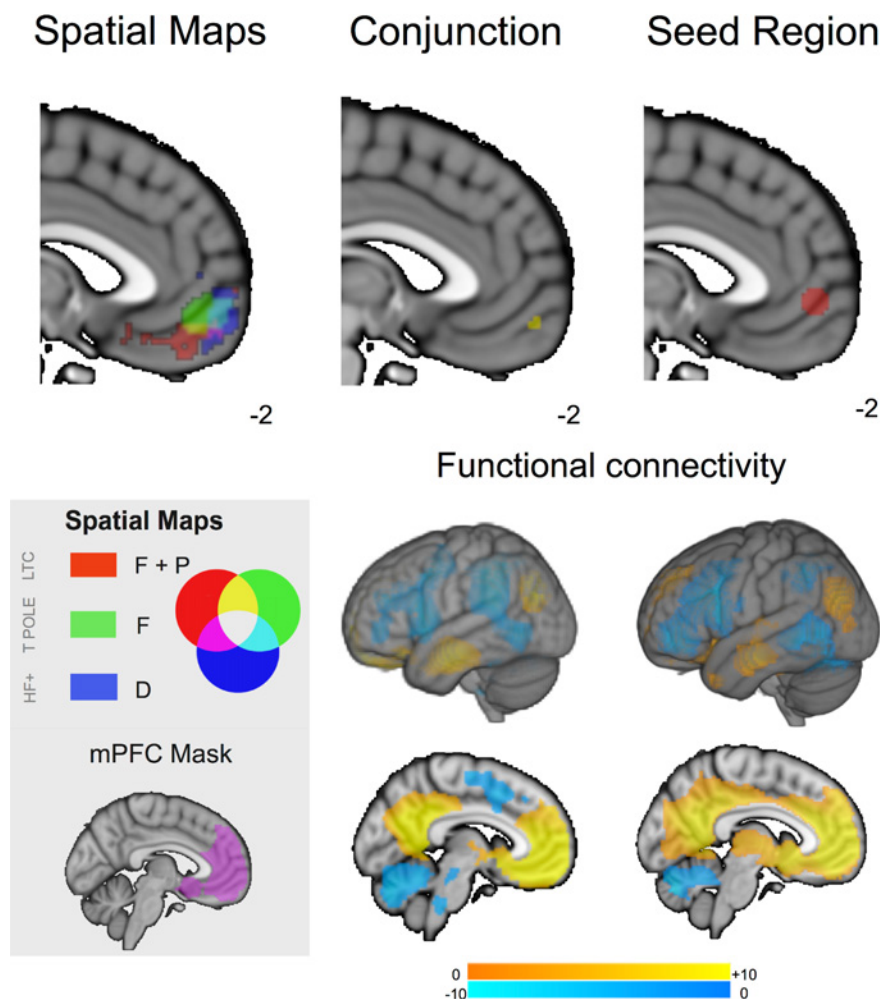 Spatial Maps
Conjunction
Seed Region
-2
-2
-2
Functional connectivity
Spatial Maps
LTC
F + P
T POLE
F
HF+
D
mPFC Mask
0
+10
-10
0